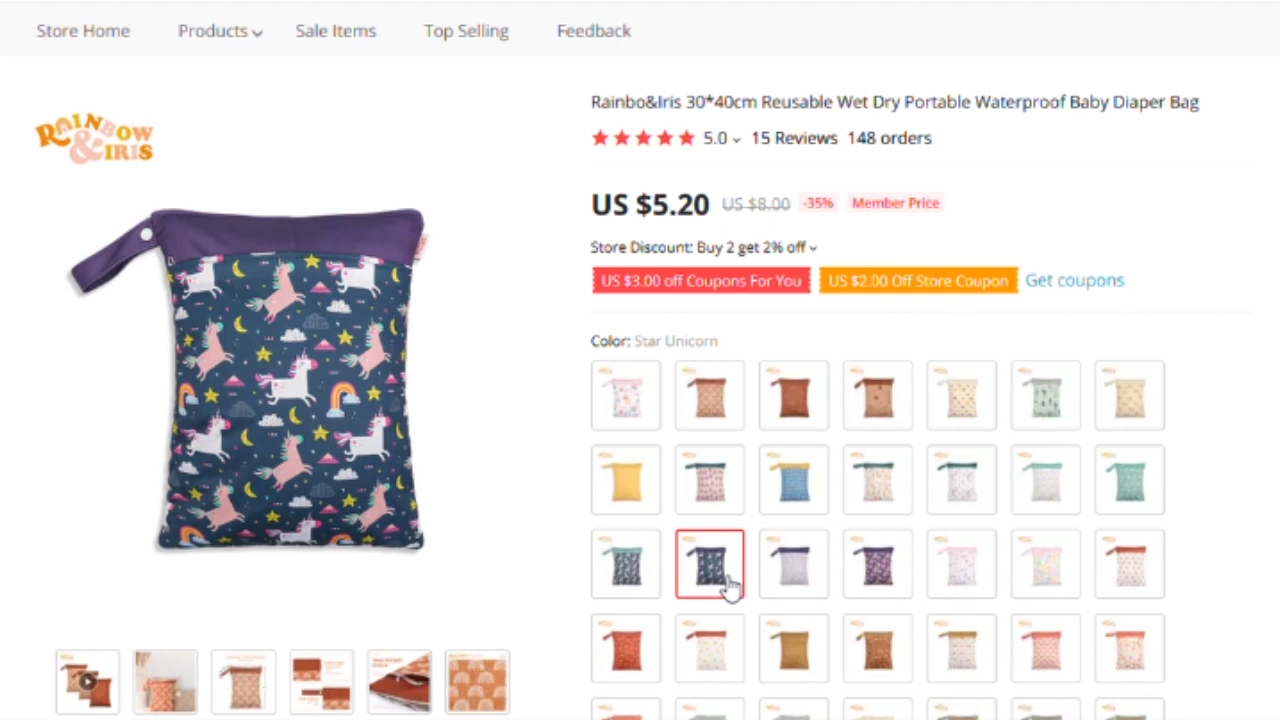 Store Home
Products
Sale Items
Top Selling
Feedback
RAINBOW
& IRIS
Rainbo&Iris 30*40cm Reusable Wet Dry Portable Waterproof Baby Diaper Bag
5.0
15 Reviews
148 orders
US $5.20
US $8.00
-35%
Member Price
Store Discount: Buy 2 get 2% off
US $3.00 off Coupons For You
US $2.00 Off Store Coupon
Get coupons
Color: Star Unicorn